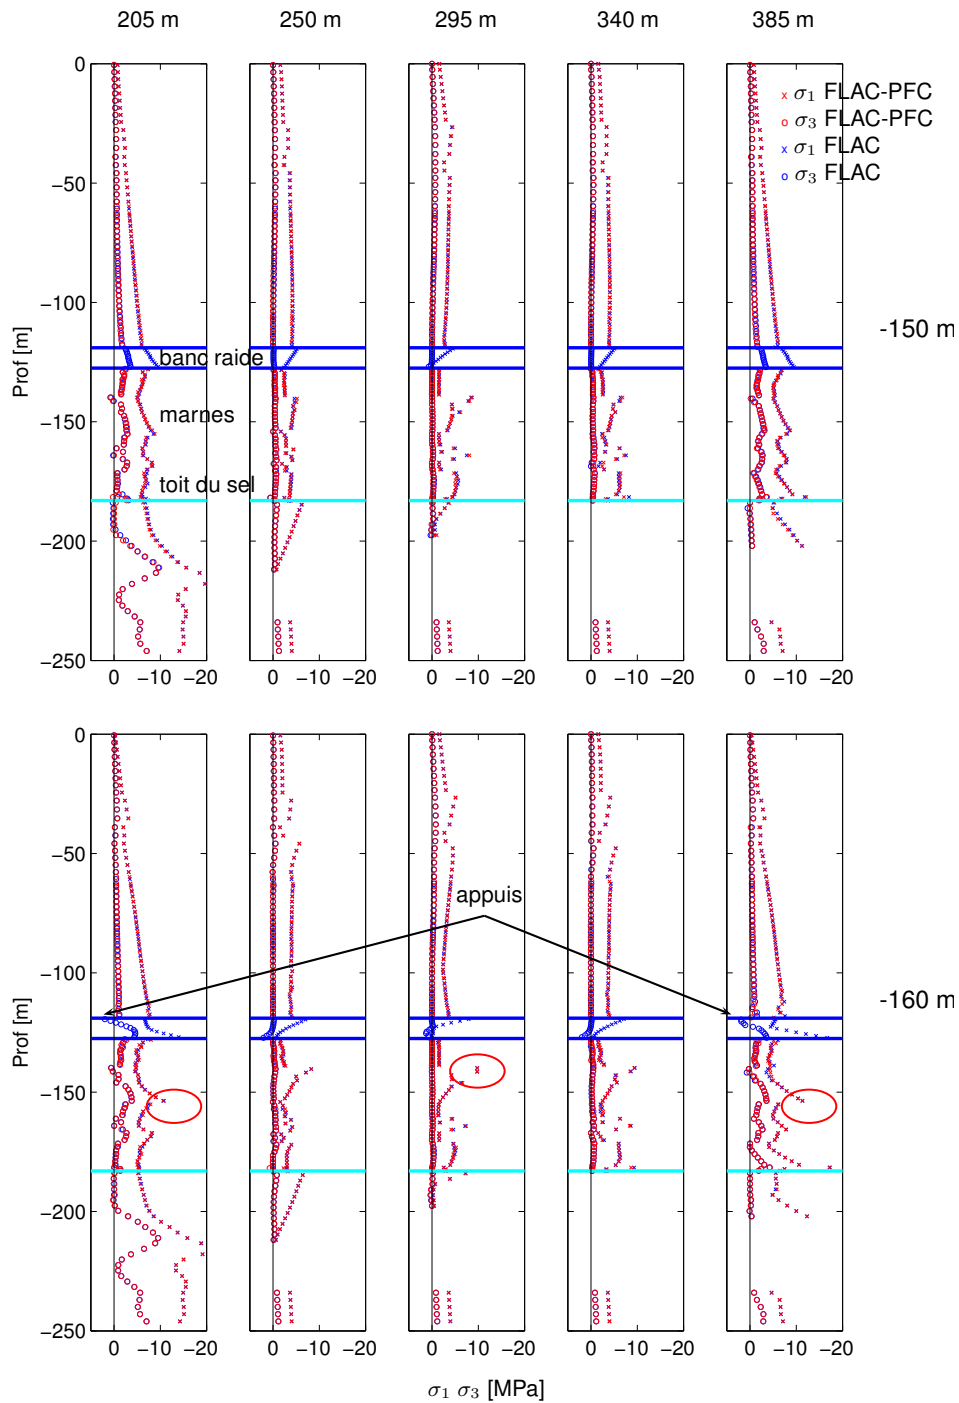 205 m 250 m 295 m 340 m 385 m
0 
−50
−100
−150
−200
−250
Prof [m]
x σ1 FLAC-PFC
o σ3 FLAC-PFC
x σ1 FLAC
o σ3 FLAC
banc raide
marnes
toit du sel
-150 m
0 −10 −20 0 −10 −20 0 −10 −20 0 −10 −20 0 −10 −20
0
−50
−100
−150
−200
−250
Prof [m]
appuis
-160 m
0 −10 −20 0 −10 −20 0 −10 −20 0 −10 −20 0 −10 −20
σ1 σ3 [MPa]